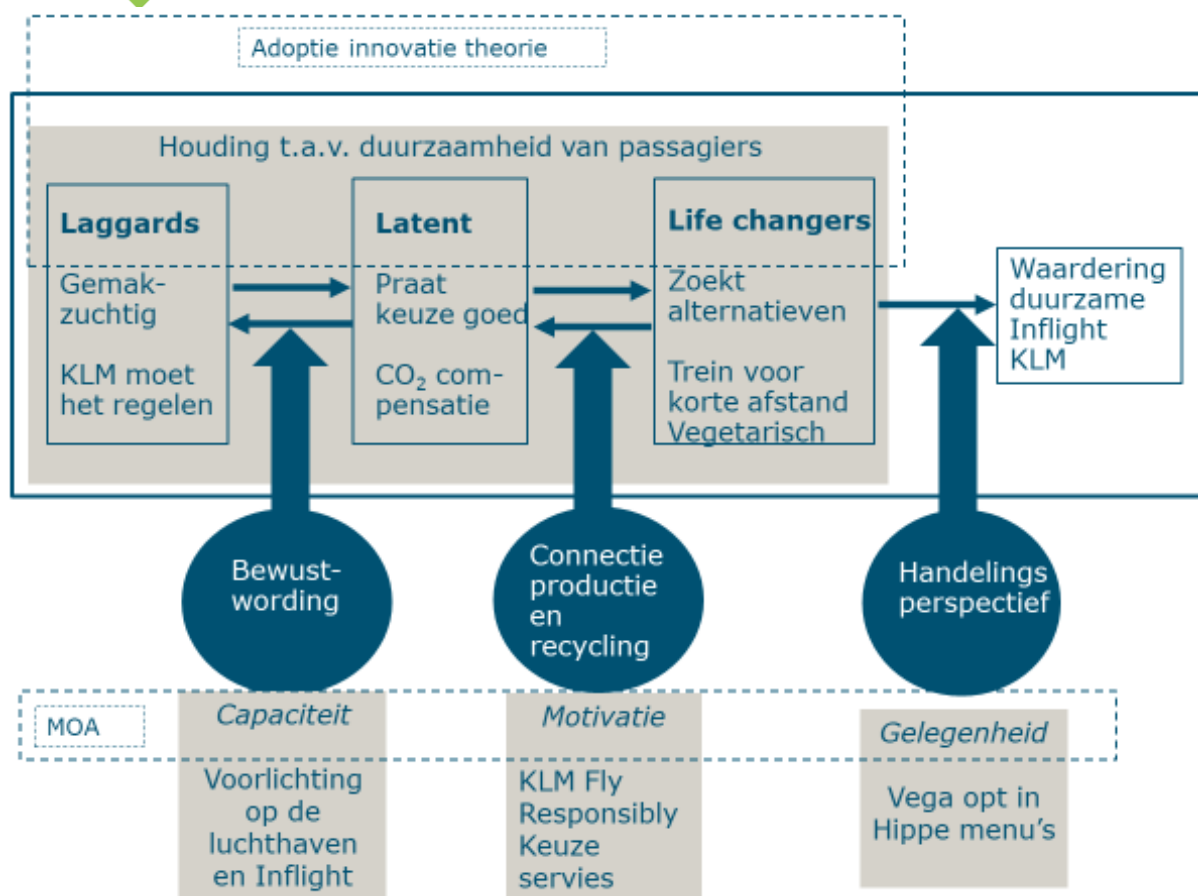 Adoptie innovatie theorie
Houding t.a.v. duurzaamheid van passagiers
Laggards
Gemak-
zuchtig
KLM moet
het regelen
Latent
Praat
keuze goed
CO₂ com-
pensatie
Life changers
Zoekt
alternatieven
Trein voor
korte afstand
Vegetarisch
Waardering
duurzame
Inflight
KLM
Bewust-
wording
Connectie
productie
en
recycling
Handelings
perspectief
MOA
Capaciteit
Voorlichting
op de
luchthaven
en Inflight
Motivatie
KLM Fly
Responsibly
Keuze
servies
Gelegenheid
Vega opt in
Hippe menu's